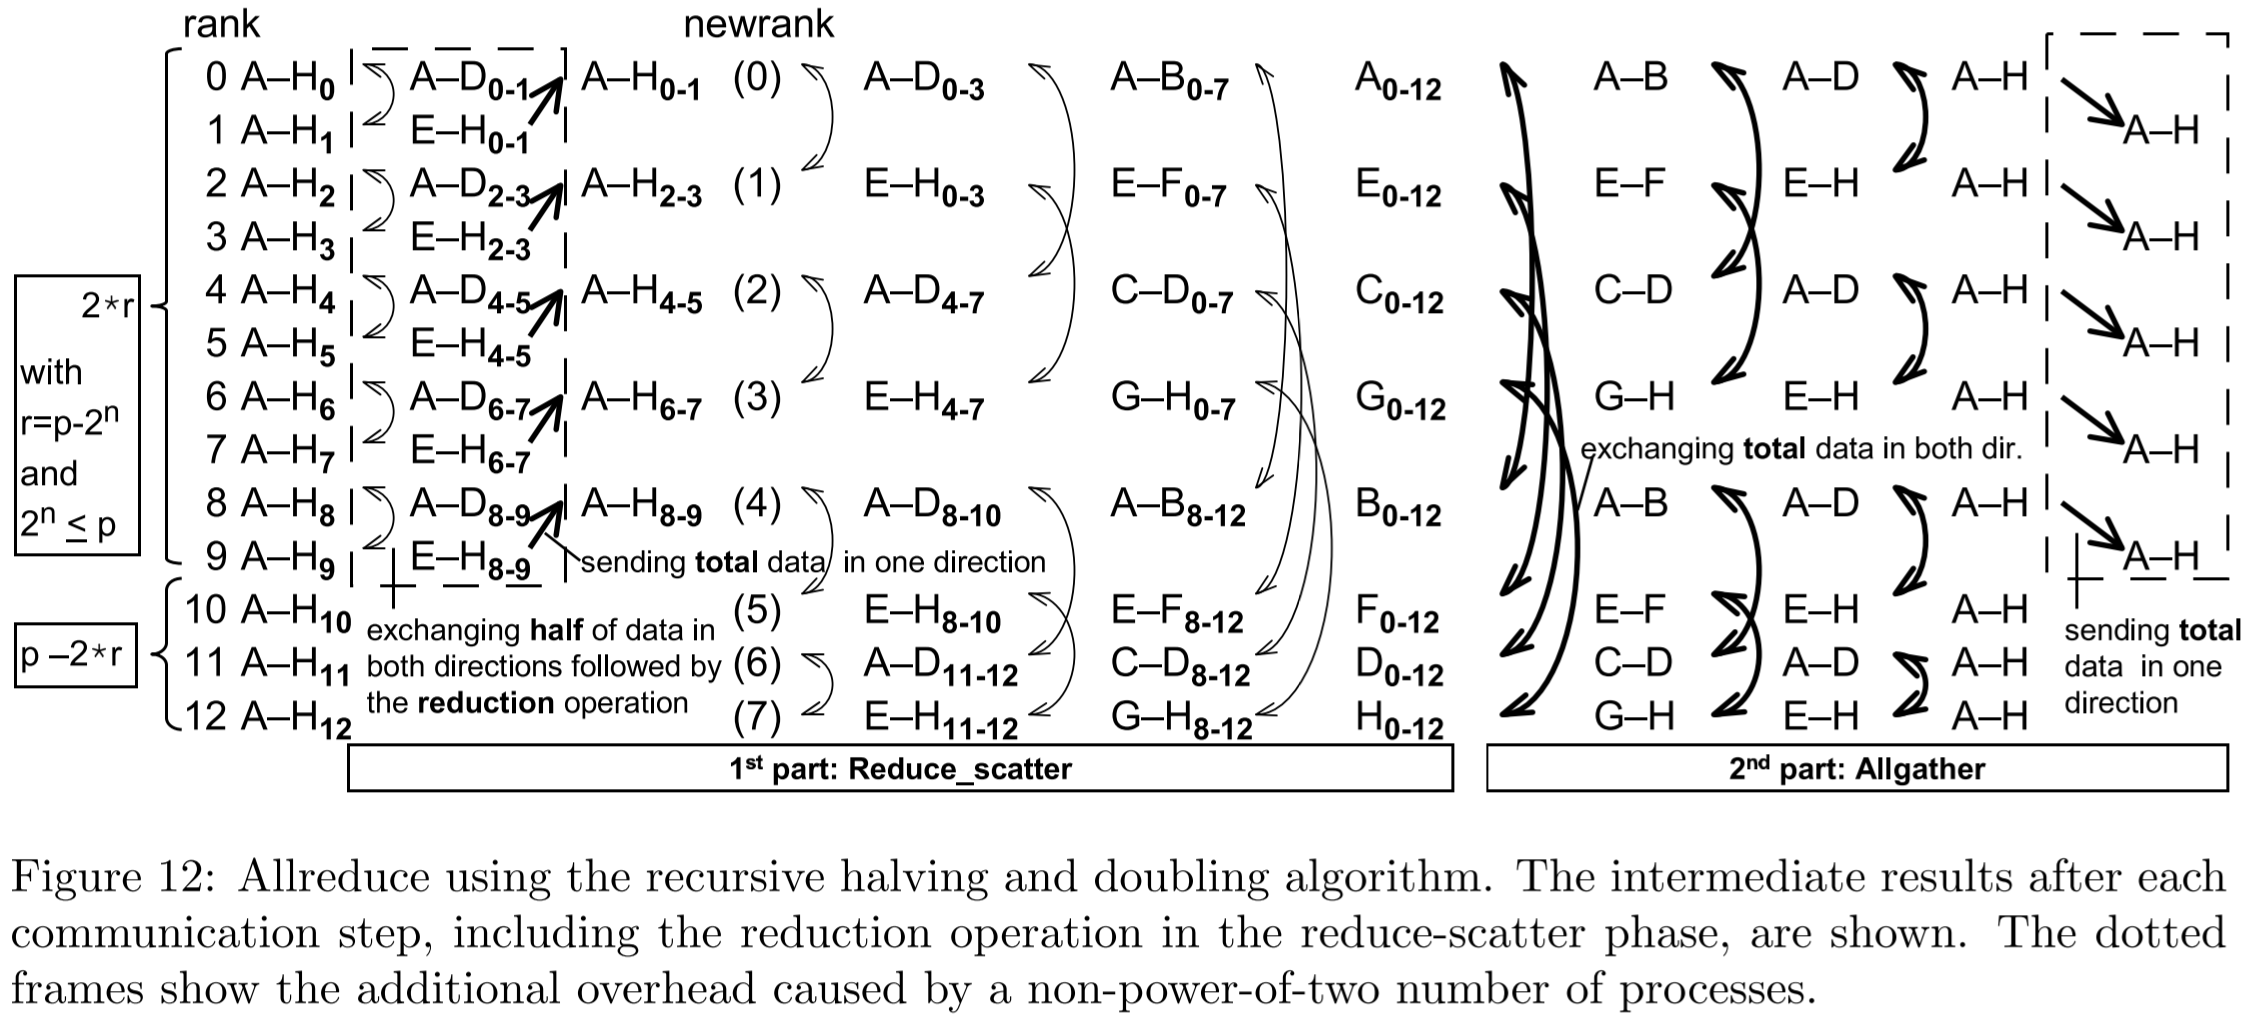 rank newrank
0 A–H0 A–D0-1 A–H0-1 (0) A–D0-3 A–B0-7 A0-12 A–B A–D A–H
1 A–H1 E–H0-1 A–H
2 A–H2 A–D2-3 A–H2-3 (1) E–H0-3 E–F0-7 E0-12 E–F E–H A–H
3 A–H3 E–H2-3 A–H
4 A–H4 A–D4-5 A–H4-5 (2) A–D4-7 C–D0-7 C0-12 C–D A–D A–H
5 A–H5 E–H4-5 A–H
6 A–H6 A–D6-7 A–H6-7 (3) E–H4-7 G–H0-7 G0-12 G–H E–H A–H
7 A–H7 E–H6-7 exchanging total data in both dir. A–H
8 A–H8 A–D8-9 A–H8-9 (4) A–D8-10 A–B8-12 B0-12 A–B A–D A–H
9 A–H9 E–H8-9 sending total data in one direction A–H
10 A–H10 (5) E–H8-10 E–F8-12 F0-12 E–F E–H A–H
11 A–H11 (6) A–D11-12 C–D8-12 D0-12 C–D A–D A–H
12 A–H12 (7) E–H11-12 G–H8-12 H0-12 G–H E–H A–H
2*r
with
r=p-2n
and
2n ≤ p
p –2*r
exchanging half of data in
both directions followed by
the reduction operation
sending total
data in one
direction
1st part: Reduce_scatter
2nd part: Allgather
Figure 12: Allreduce using the recursive halving and doubling algorithm. The intermediate results after each
communication step, including the reduction operation in the reduce-scatter phase, are shown. The dotted
frames show the additional overhead caused by a non-power-of-two number of processes.